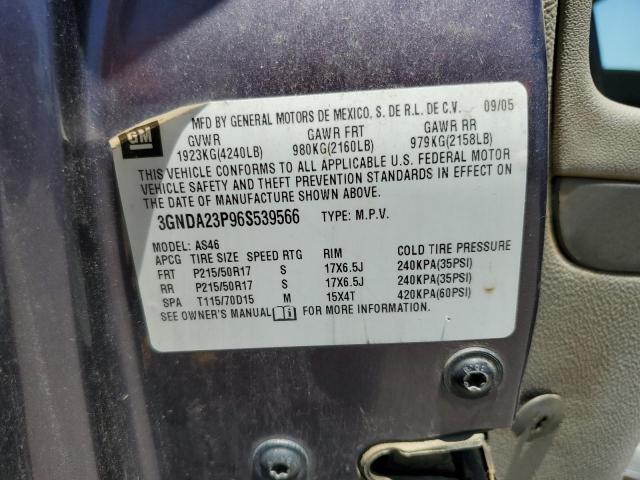 MFD BY GENERAL MOTORS DE MEXICO, S. DE R.L. DE C.V. 09/05
GM GVWR GAWR FRT GAWR RR
1923KG(4240LB) 980KG(2160LB) 979KG(2158LB)
THIS VEHICLE CONFORMS TO ALL APPLICABLE U.S. FEDERAL MOTOR
VEHICLE SAFETY AND THEFT PREVENTION STANDARDS IN EFFECT ON
THE DATE OF MANUFACTURE SHOWN ABOVE.
3GNDA23P96S539566 TYPE: M.P.V.
MODEL: AS46
APCG TIRE SIZE SPEED RTG RIM COLD TIRE PRESSURE
FRT P215/50R17 S 17X6.5J 240KPA(35PSI)
RR P215/50R17 S 17X6.5J 240KPA(35PSI)
SPA T115/70D15 M 15X4T 420KPA(60PSI)
SEE OWNER'S MANUAL FOR MORE INFORMATION